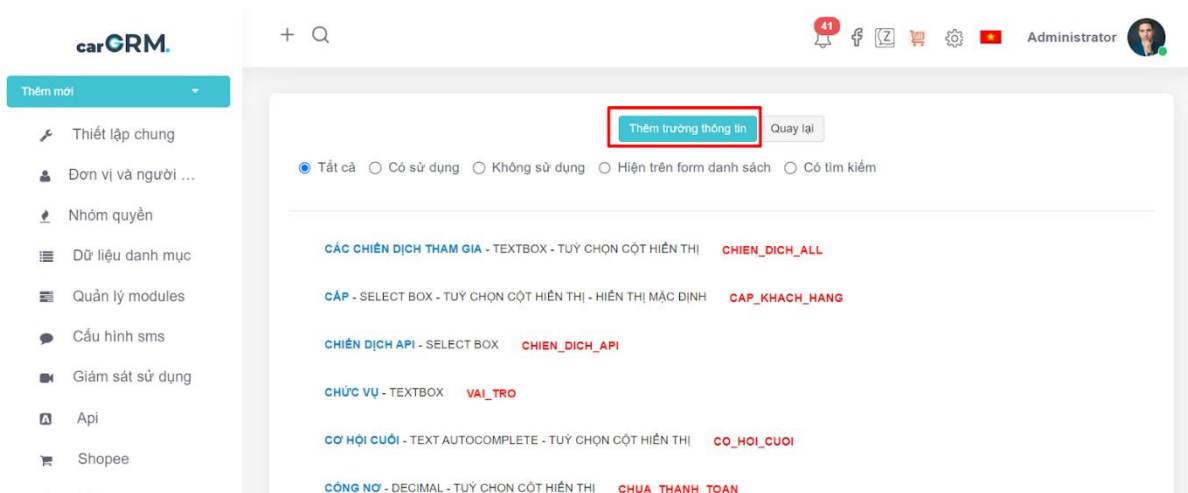 carGRM.
41
Administrator
Thêm mới
Thiết lập chung
Đơn vị và người ...
Nhóm quyền
Dữ liệu danh mục
Quản lý modules
Cấu hình sms
Giám sát sử dụng
Api
Shopee
Thêm trường thông tin
Quay lại
Tất cả Có sử dụng Không sử dụng Hiện trên form danh sách Có tìm kiếm
CÁC CHIẾN DỊCH THAM GIA - TEXTBOX - TUỲ CHỌN CỘT HIỂN THỊ CHIEN_DICH_ALL
CẤP - SELECT BOX - TUỲ CHỌN CỘT HIỂN THỊ - HIỂN THỊ MẶC ĐỊNH CAP_KHACH_HANG
CHIẾN DỊCH API - SELECT BOX CHIEN_DICH_API
CHỨC VỤ - TEXTBOX VAI_TRO
CƠ HỘI CUỐI - TEXT AUTOCOMPLETE - TUỲ CHỌN CỘT HIỂN THỊ CO_HOI_CUOI
CÔNG NỢ - DECIMAL - TUỲ CHỌN CỘT HIỂN THỊ CHUA_THANH_TOAN